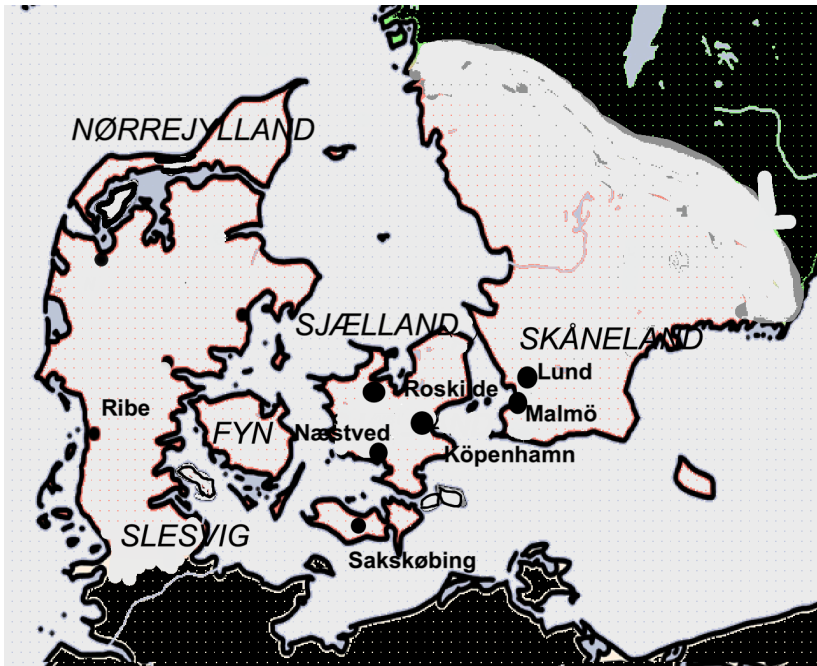 NØRREJYLLAND
SJÆLLAND
SKÅNELAND
Lund
Roskilde
Malmö
Ribe
FYN
Næstved
Köpenhamn
SLESVIG
Sakskøbing